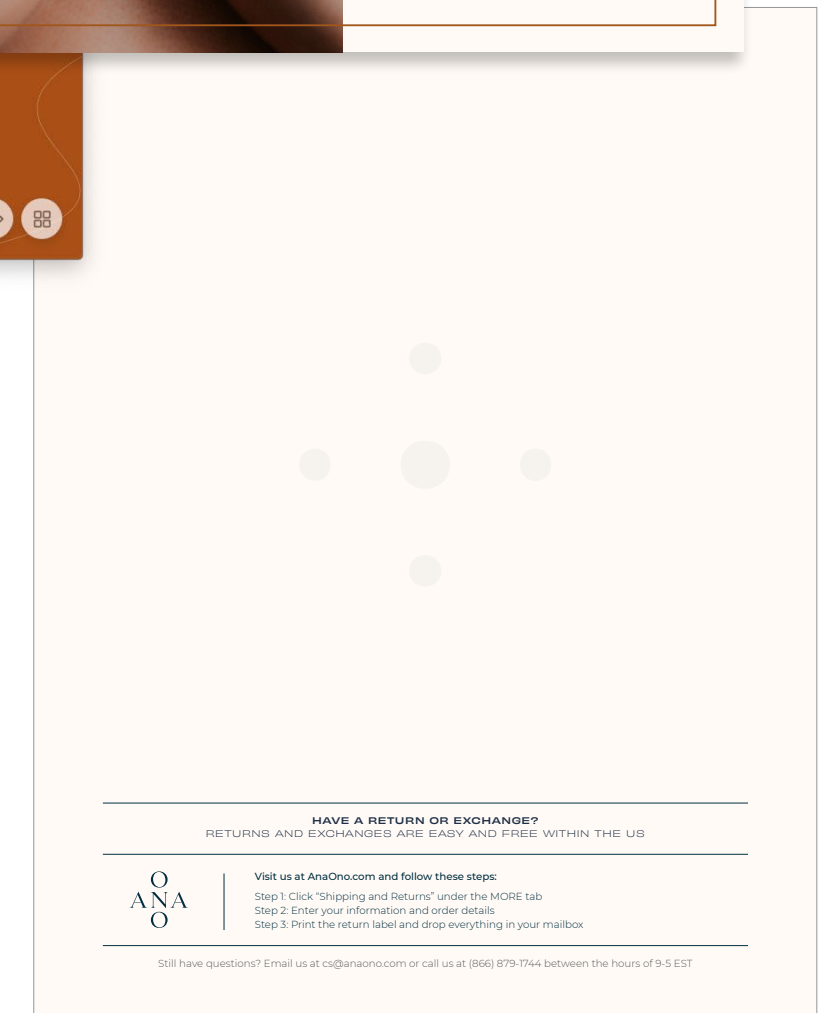 HAVE A RETURN OR EXCHANGE?
RETURNS AND EXCHANGES ARE EASY AND FREE WITHIN THE US
O
ANA
O
Visit us at AnaOno.com and follow these steps:
Step 1: Click “Shipping and Returns” under the MORE tab
Step 2: Enter your information and order details
Step 3: Print the return label and drop everything in your mailbox
Still have questions? Email us at cs@anaono.com or call us at (866) 879-1744 between the hours of 9-5 EST